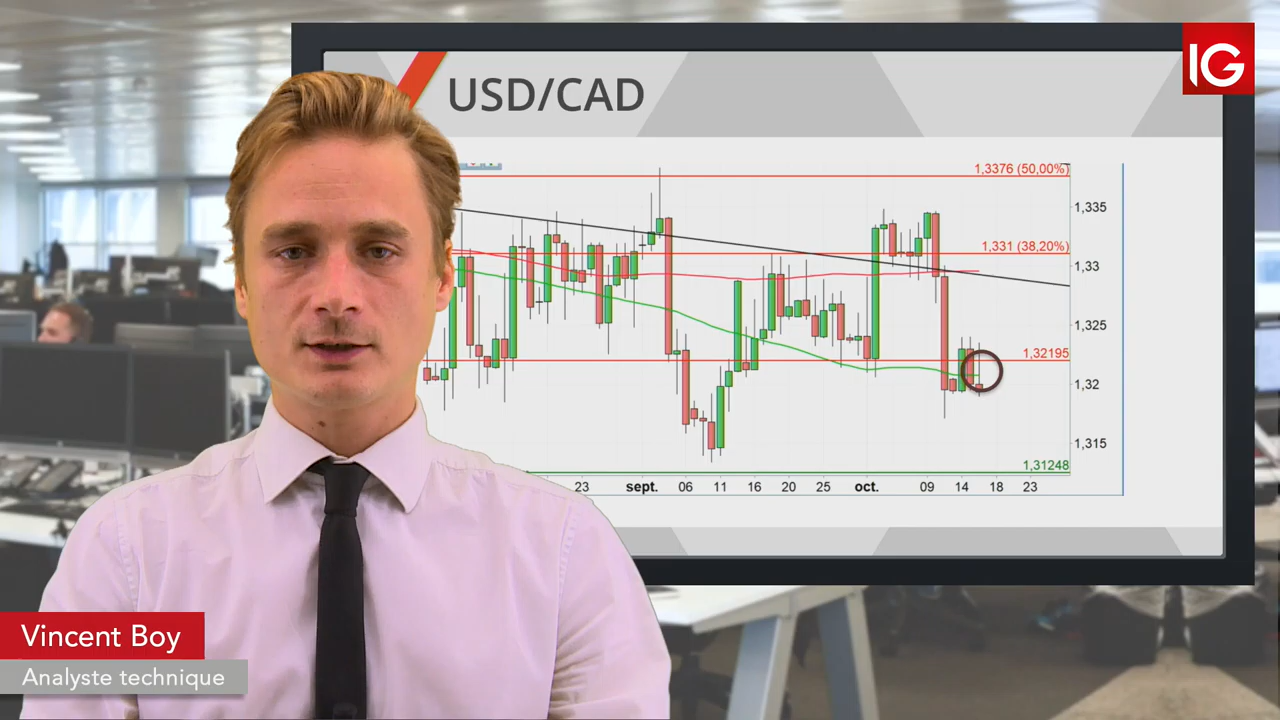 IG
USD/CAD
1,3376 (50,00%)
1,335
1,331 (38,20%)
1,33
1,325
1,32195
1,32
1,315
1,31248
23 sept. 06 11 16 20 25 oct. 09 14 18 23
Vincent Boy
Analyste technique